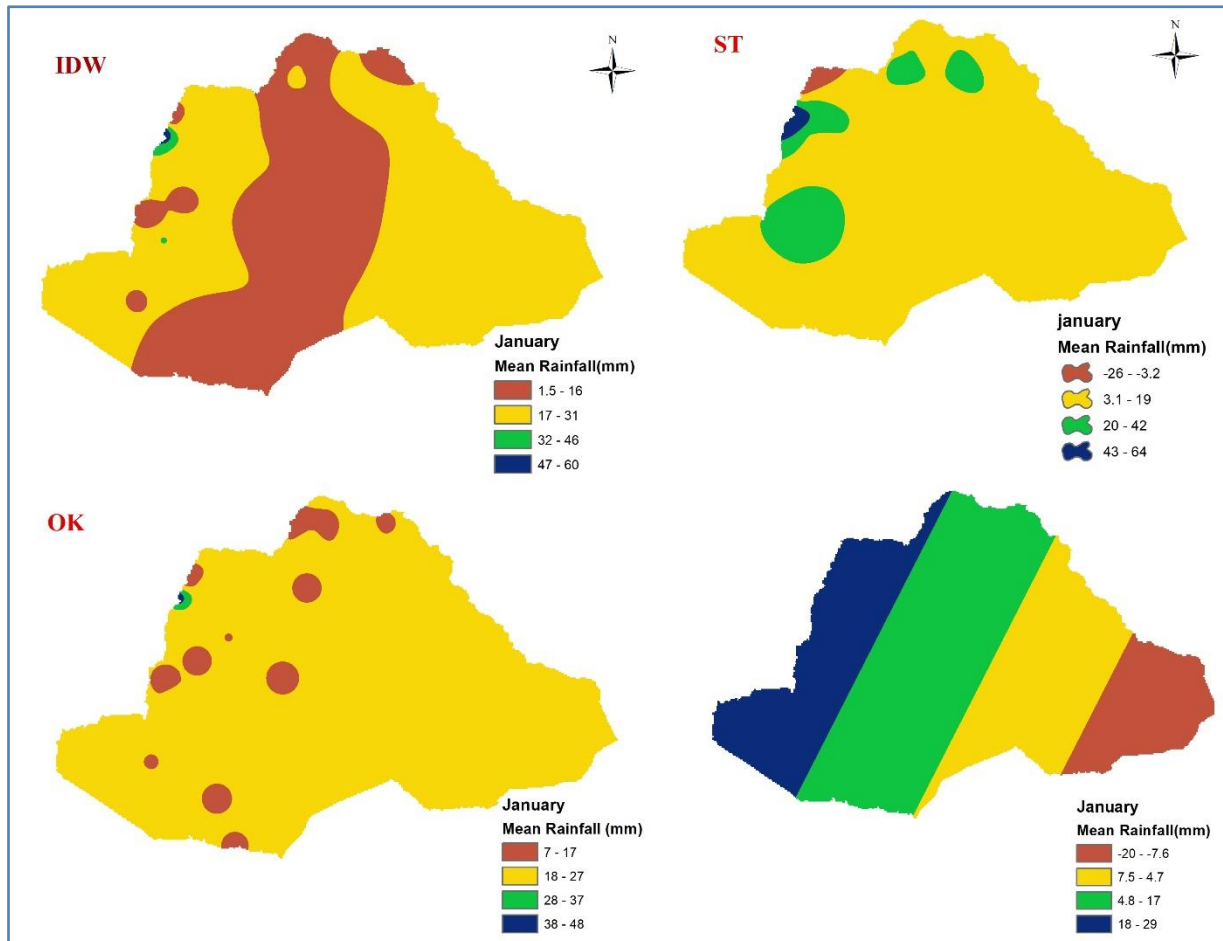 IDW
N
January
Mean Rainfall(mm)
1.5 - 16
17 - 31
32 - 46
47 - 60
ST
N
january
Mean Rainfall(mm)
-26 - -3.2
3.1 - 19
20 - 42
43 - 64
OK
January
Mean Rainfall (mm)
7 - 17
18 - 27
28 - 37
38 - 48
January
Mean Rainfall(mm)
-20 - -7.6
7.5 - 4.7
4.8 - 17
18 - 29